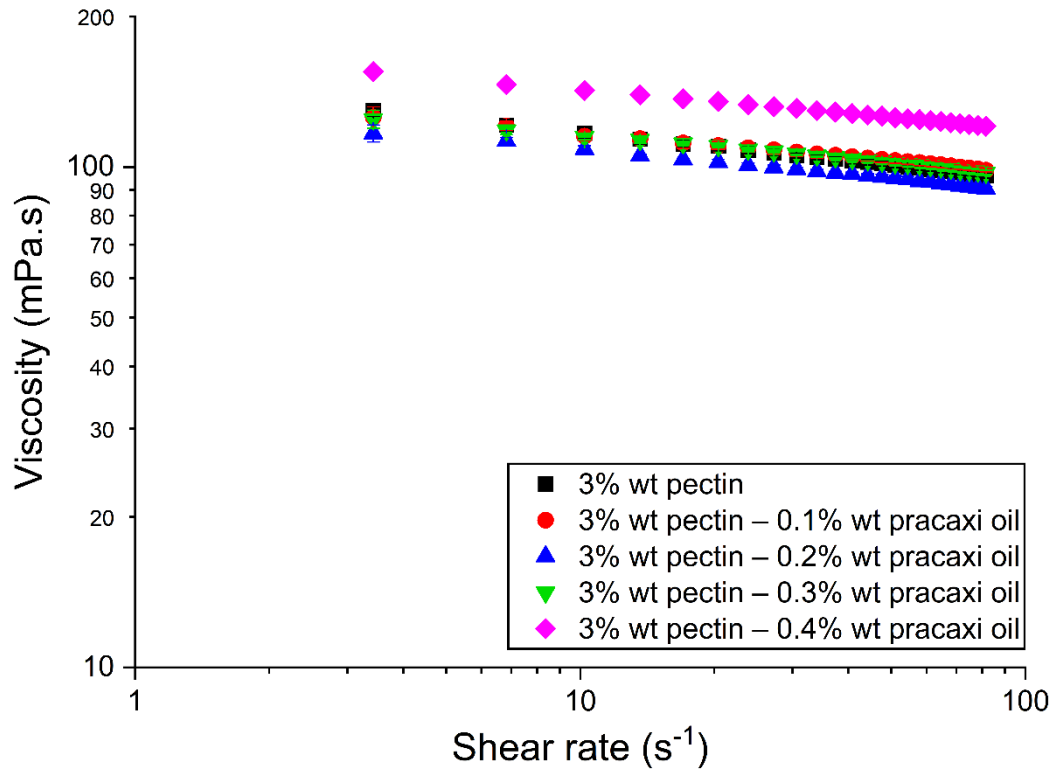 200
100
90
80
70
60
50
40
30
20
10
Viscosity (mPa.s)
3% wt pectin
3% wt pectin – 0.1% wt pracaxi oil
3% wt pectin – 0.2% wt pracaxi oil
3% wt pectin – 0.3% wt pracaxi oil
3% wt pectin – 0.4% wt pracaxi oil
1
10
100
Shear rate (s⁻¹)